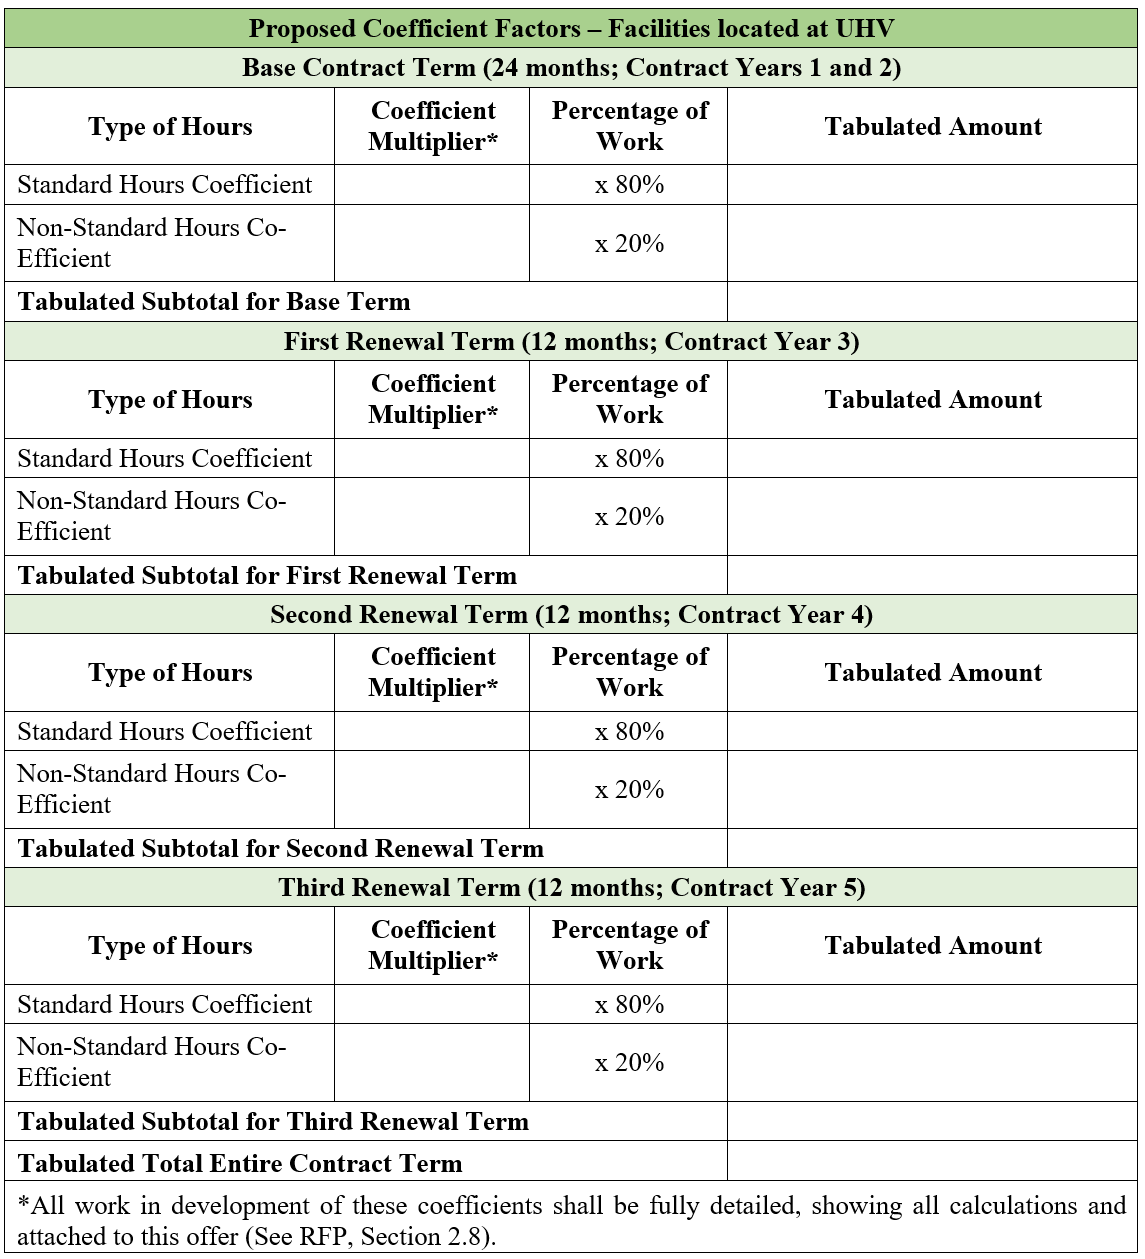 Proposed Coefficient Factors – Facilities located at UHV
Base Contract Term (24 months; Contract Years 1 and 2)
Type of Hours
Coefficient
Multiplier*
Percentage of
Work
Tabulated Amount
Standard Hours Coefficient
x 80%
Non-Standard Hours Co-
Efficient
x 20%
Tabulated Subtotal for Base Term
First Renewal Term (12 months; Contract Year 3)
Type of Hours
Coefficient
Multiplier*
Percentage of
Work
Tabulated Amount
Standard Hours Coefficient
x 80%
Non-Standard Hours Co-
Efficient
x 20%
Tabulated Subtotal for First Renewal Term
Second Renewal Term (12 months; Contract Year 4)
Type of Hours
Coefficient
Multiplier*
Percentage of
Work
Tabulated Amount
Standard Hours Coefficient
x 80%
Non-Standard Hours Co-
Efficient
x 20%
Tabulated Subtotal for Second Renewal Term
Third Renewal Term (12 months; Contract Year 5)
Type of Hours
Coefficient
Multiplier*
Percentage of
Work
Tabulated Amount
Standard Hours Coefficient
x 80%
Non-Standard Hours Co-
Efficient
x 20%
Tabulated Subtotal for Third Renewal Term
Tabulated Total Entire Contract Term
*All work in development of these coefficients shall be fully detailed, showing all calculations and
attached to this offer (See RFP, Section 2.8).